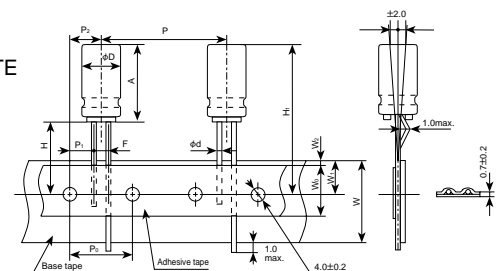 ±2.0
P₂
P
TE
φD
A
H₁
1.0max.
H
P₁
F
φd
W₂
W₀
W₁
W
0.7±0.2
P₀
1.0
max.
Base tape
Adhesive tape
4.0±0.2